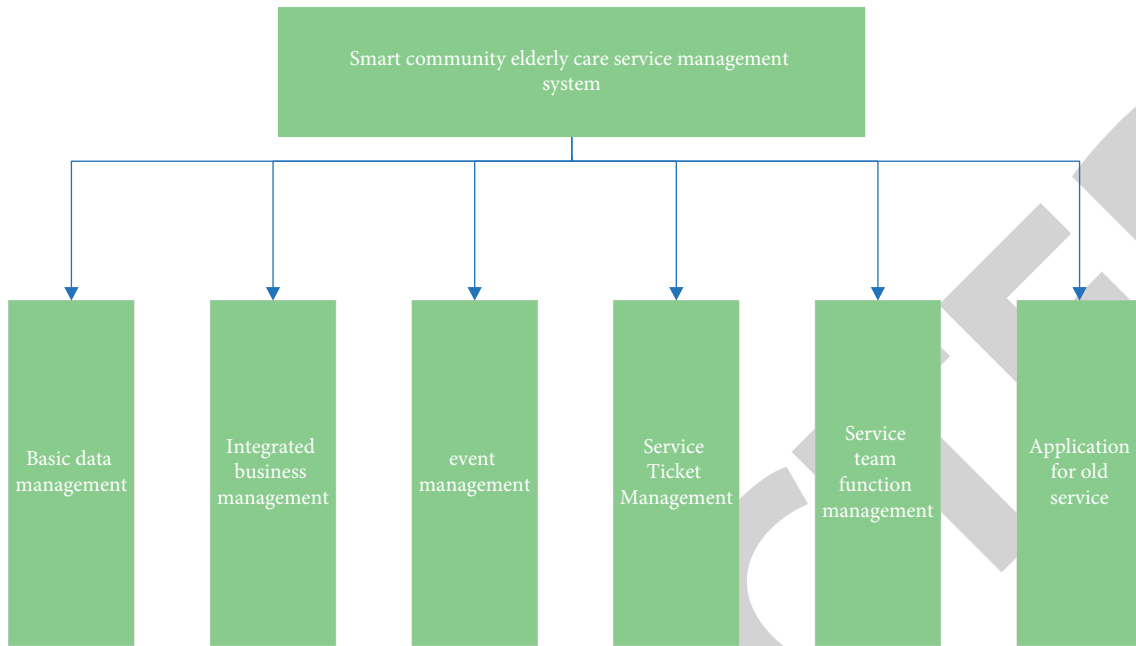 Smart community elderly care service management
system
Basic data
management
Integrated
business
management
event
management
Service
Ticket
Management
Service
team
function
management
Application
for old
service